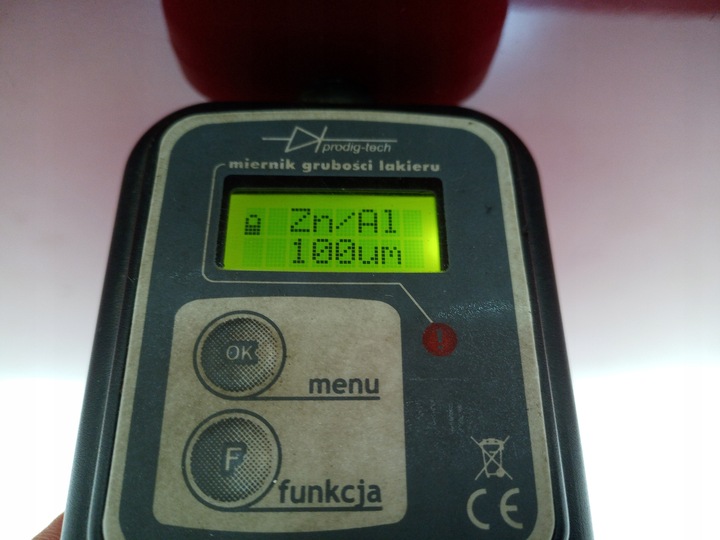 prodig-tech
miernik grubości lakieru
Zn/Al
100um
!
OK
menu
F
funkcja
CE